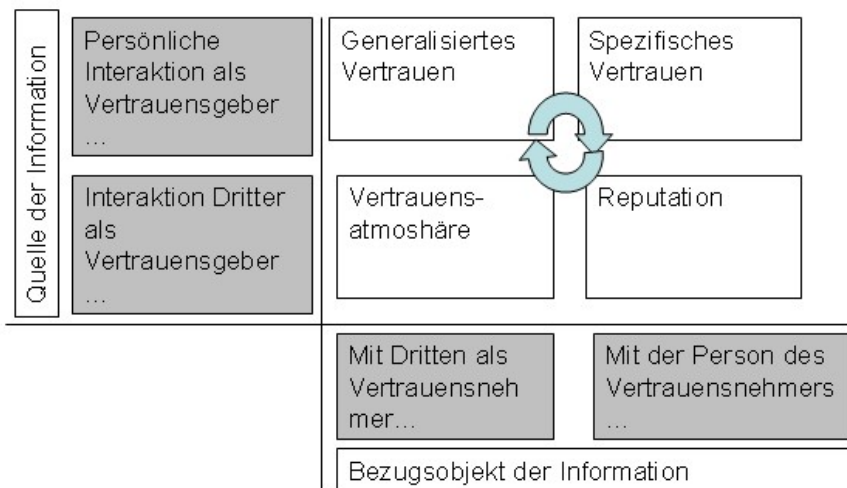 Quelle der Information
Persönliche
Interaktion als
Vertrauensgeber
...
Generalisiertes
Vertrauen
Spezifisches
Vertrauen
Interaktion Dritter
als
Vertrauensgeber
...
Vertrauens-
atmoshäre
Reputation
Mit Dritten als
Vertrauensneh
mer...
Mit der Person des
Vertrauensnehmers
...
Bezugsobjekt der Information